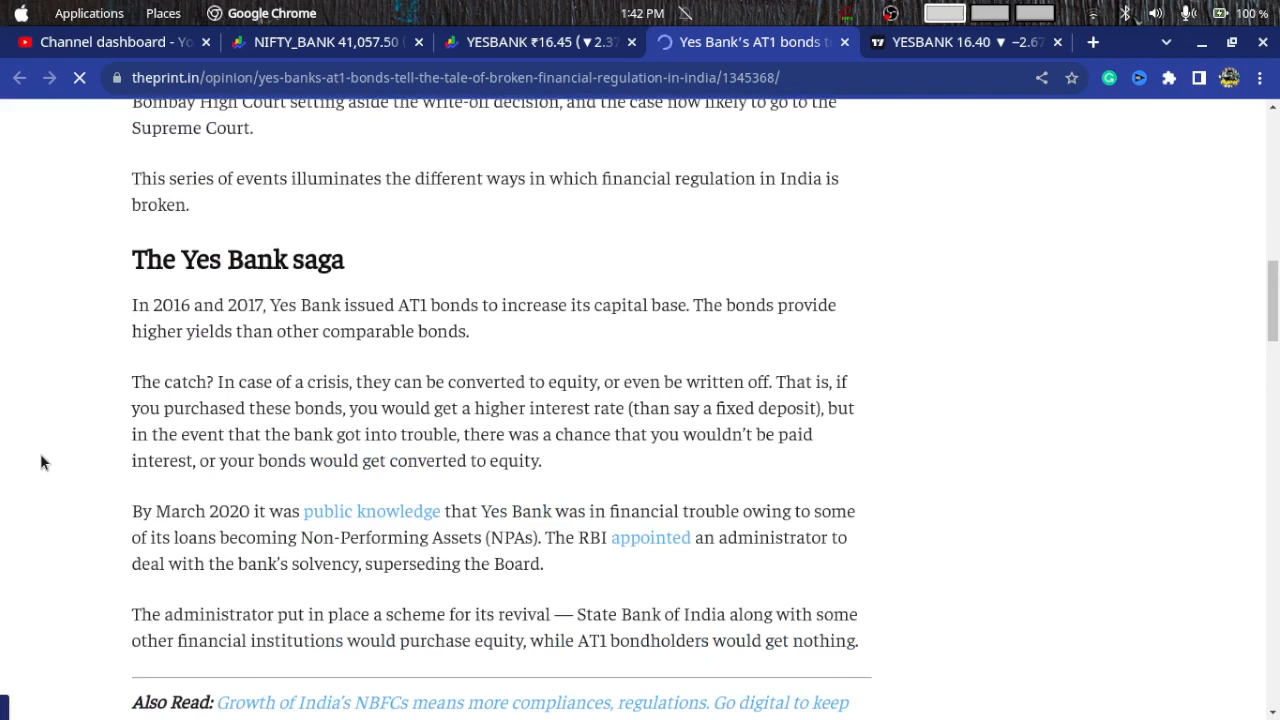 Applications Places Google Chrome 1:42 PM 100 %
Channel dashboard - Yo NIFTY_BANK 41,057.50 ( YESBANK ₹16.45 (▼2.37 Yes Bank's AT1 bonds t YESBANK 16.40 ▼ −2.67
theprint.in/opinion/yes-banks-at1-bonds-tell-the-tale-of-broken-financial-regulation-in-india/1345368/
Bombay High Court setting aside the write-off decision, and the case now likely to go to the
Supreme Court.
This series of events illuminates the different ways in which financial regulation in India is
broken.
The Yes Bank saga
In 2016 and 2017, Yes Bank issued AT1 bonds to increase its capital base. The bonds provide
higher yields than other comparable bonds.
The catch? In case of a crisis, they can be converted to equity, or even be written off. That is, if
you purchased these bonds, you would get a higher interest rate (than say a fixed deposit), but
in the event that the bank got into trouble, there was a chance that you wouldn't be paid
interest, or your bonds would get converted to equity.
By March 2020 it was public knowledge that Yes Bank was in financial trouble owing to some
of its loans becoming Non-Performing Assets (NPAs). The RBI appointed an administrator to
deal with the bank's solvency, superseding the Board.
The administrator put in place a scheme for its revival — State Bank of India along with some
other financial institutions would purchase equity, while AT1 bondholders would get nothing.
Also Read: Growth of India's NBFCs means more compliances, regulations. Go digital to keep